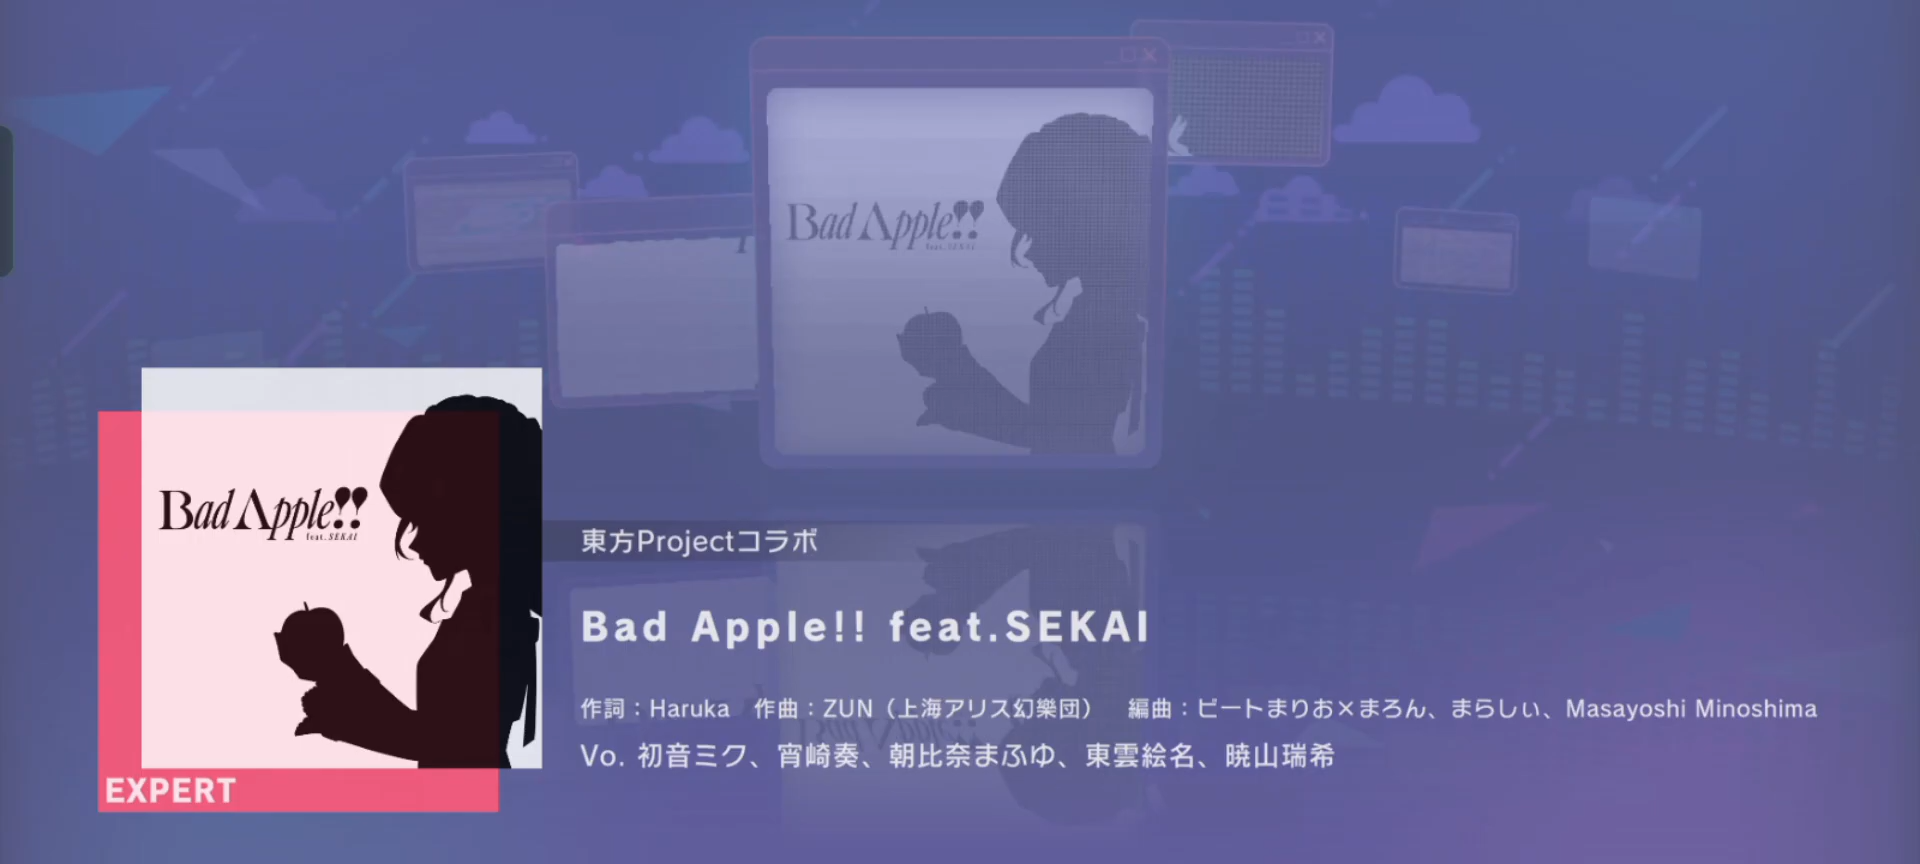 Bad Apple!!
feat.SEKAI
Bad Apple!!
feat.SEKAI
東方Projectコラボ
Bad Apple!! feat.SEKAI
作詞：Haruka　作曲：ZUN（上海アリス幻樂団）　編曲：ビートまりお×まろん、まらしぃ、Masayoshi Minoshima
Vo. 初音ミク、宵崎奏、朝比奈まふゆ、東雲絵名、暁山瑞希
EXPERT